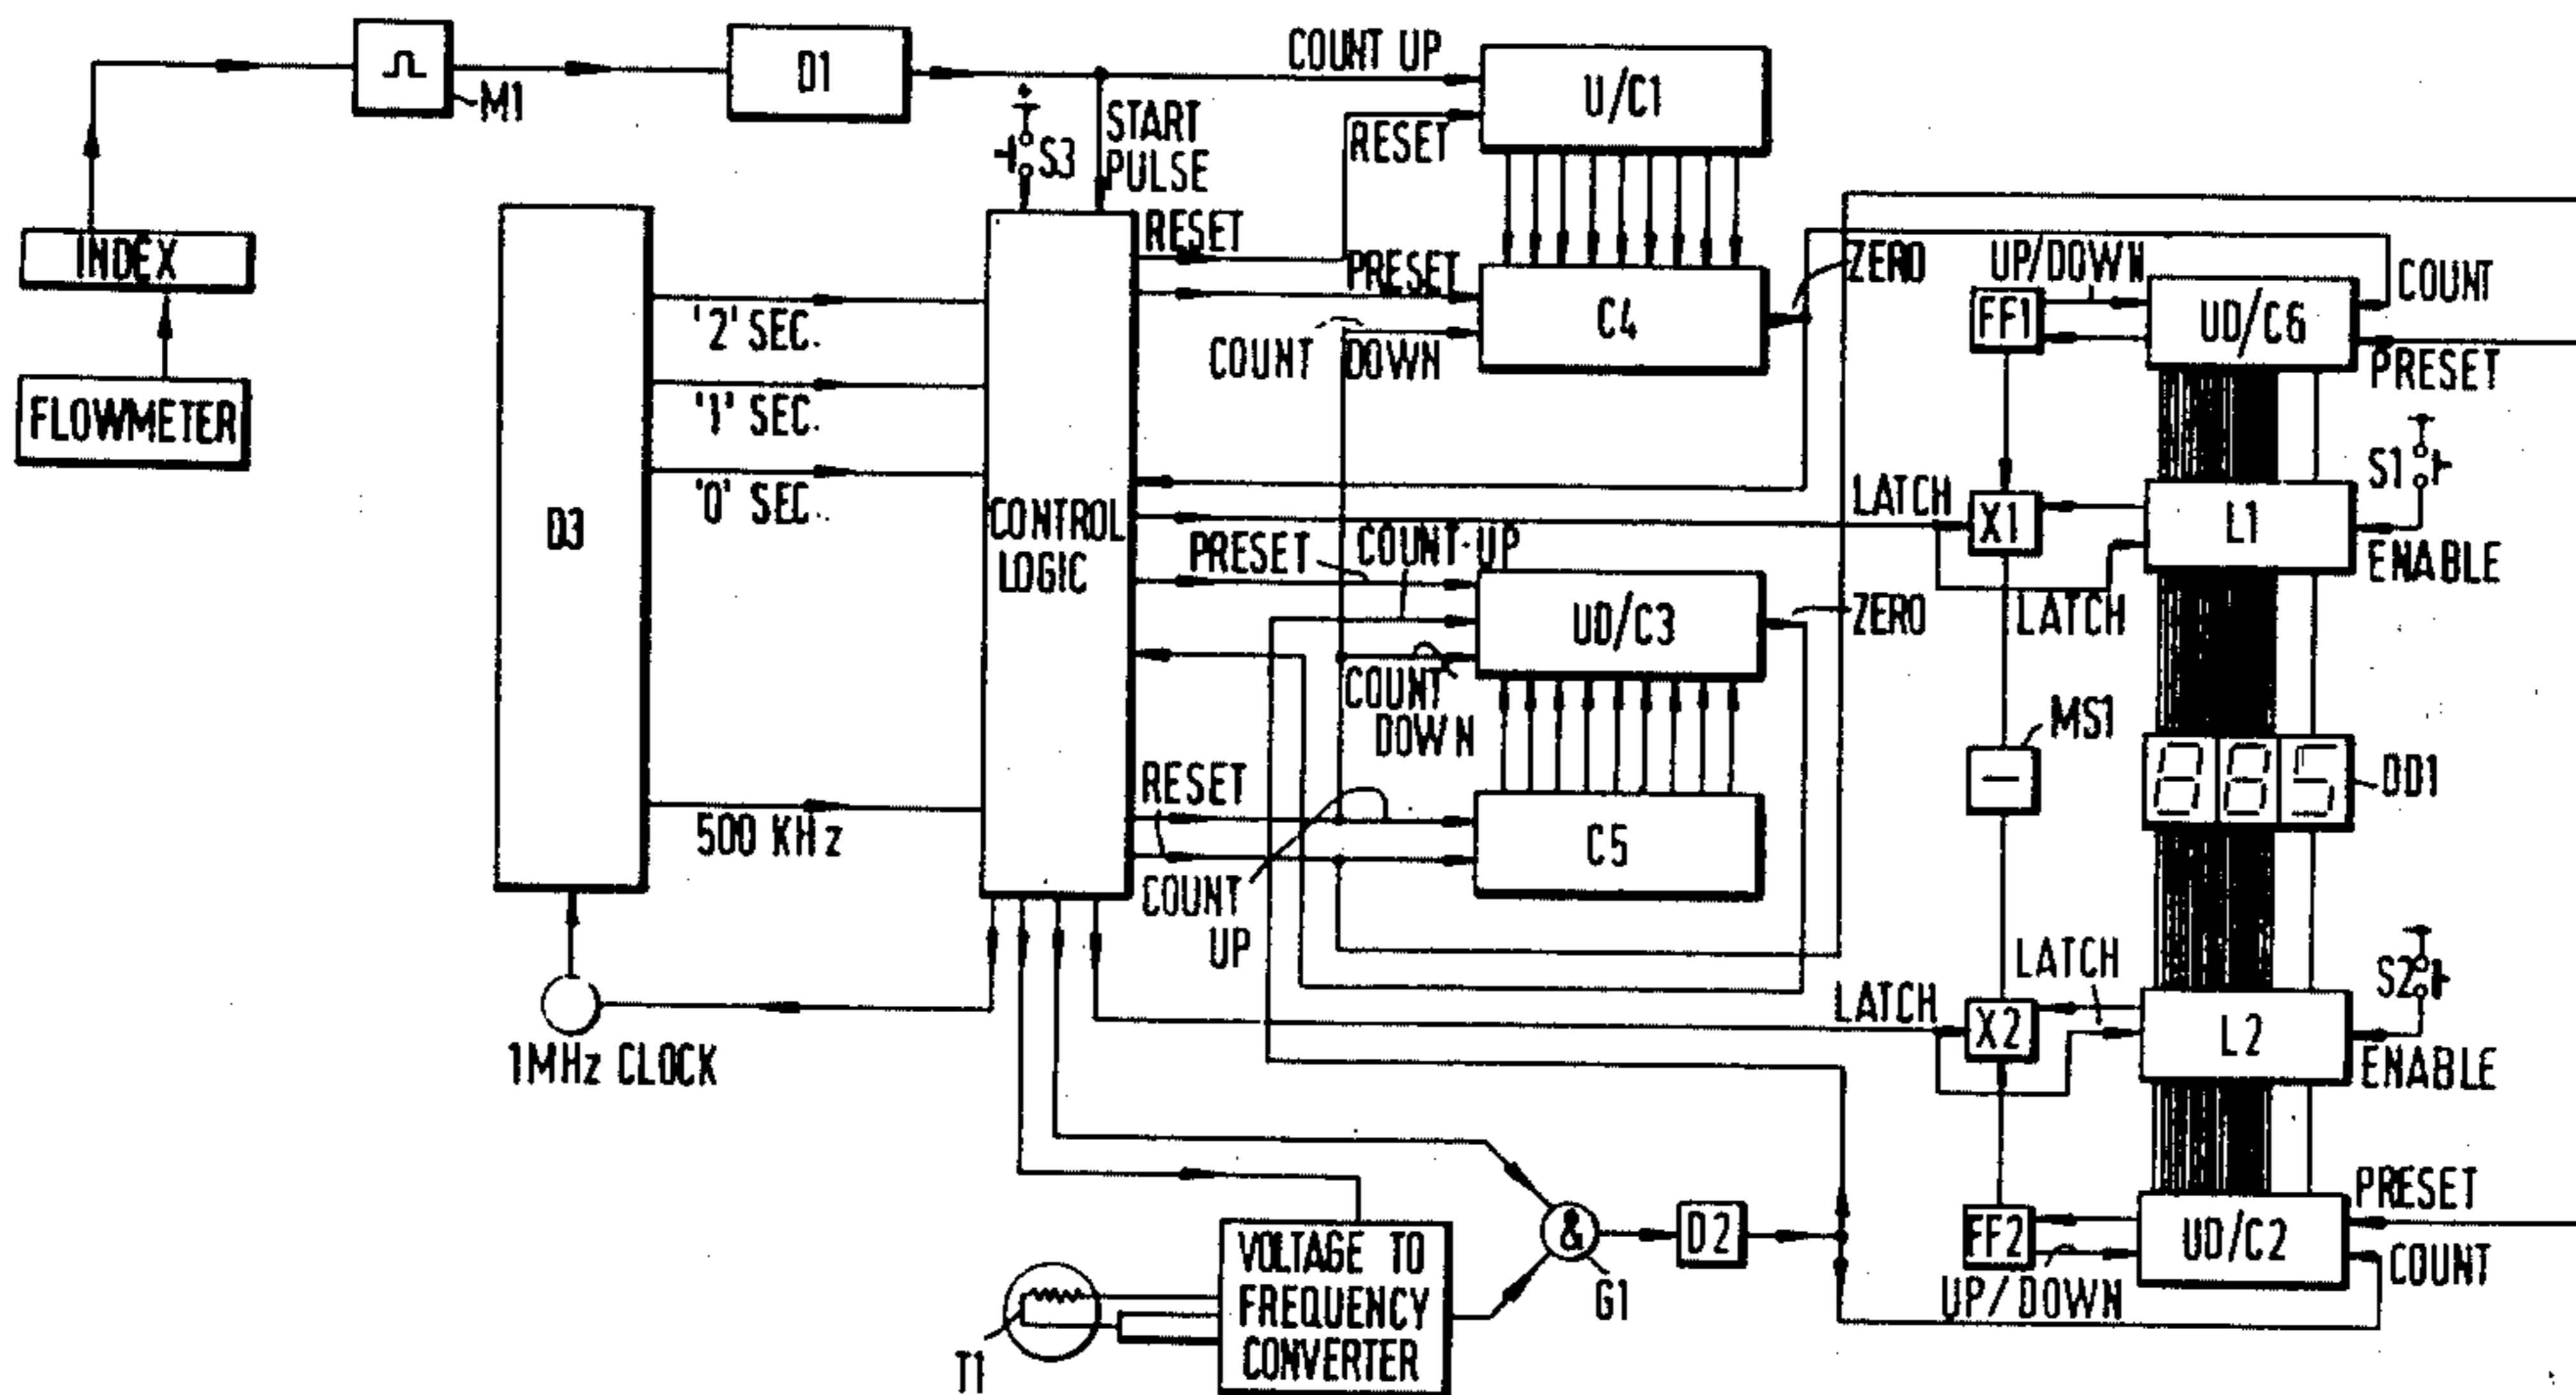 M1
D1
COUNT UP
U/C1
S3
START
PULSE
RESET
INDEX
RESET
PRESET
ZERO
UP/DOWN
COUNT
'2' SEC.
COUNT
DOWN
C4
FF1
UD/C6
PRESET
FLOWMETER
'1' SEC.
S1
'0' SEC.
D3
CONTROL
LOGIC
LATCH
X1
L1
ENABLE
PRESET
COUNT UP
LATCH
UD/C3
ZERO
COUNT
DOWN
MS1
885
DD1
RESET
500 KHz
C5
COUNT
UP
LATCH
S2
LATCH
X2
L2
ENABLE
1MHz CLOCK
PRESET
&
D2
FF2
UD/C2
VOLTAGE TO
FREQUENCY
CONVERTER
G1
UP/DOWN
COUNT
T1